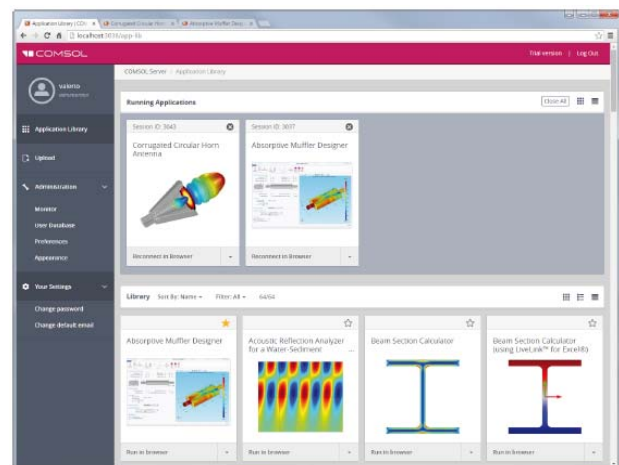 Application Library | COM
Corrugated Circular Horn
Absorptive Muffler Desig
localhost:2036/app-lib
COMSOL
Trial version | Log Out
valerio
COMSOL Server / Application Library
Running Applications
Close All
Application Library
Upload
Administration
Monitor
User Database
Preferences
Appearance
Your Settings
Change password
Change default email
Session ID: 3043
Corrugated Circular Horn
Antenna
Reconnect in Browser
Session ID: 3037
Absorptive Muffler Designer
Reconnect in Browser
Library Sort By: Name Filter: All 64/64
Absorptive Muffler Designer
Run in browser
Acoustic Reflection Analyzer
for a Water-Sediment ...
Run in browser
Beam Section Calculator
Run in browser
Beam Section Calculator
(using LiveLink™ for Excel®)
Run in browser